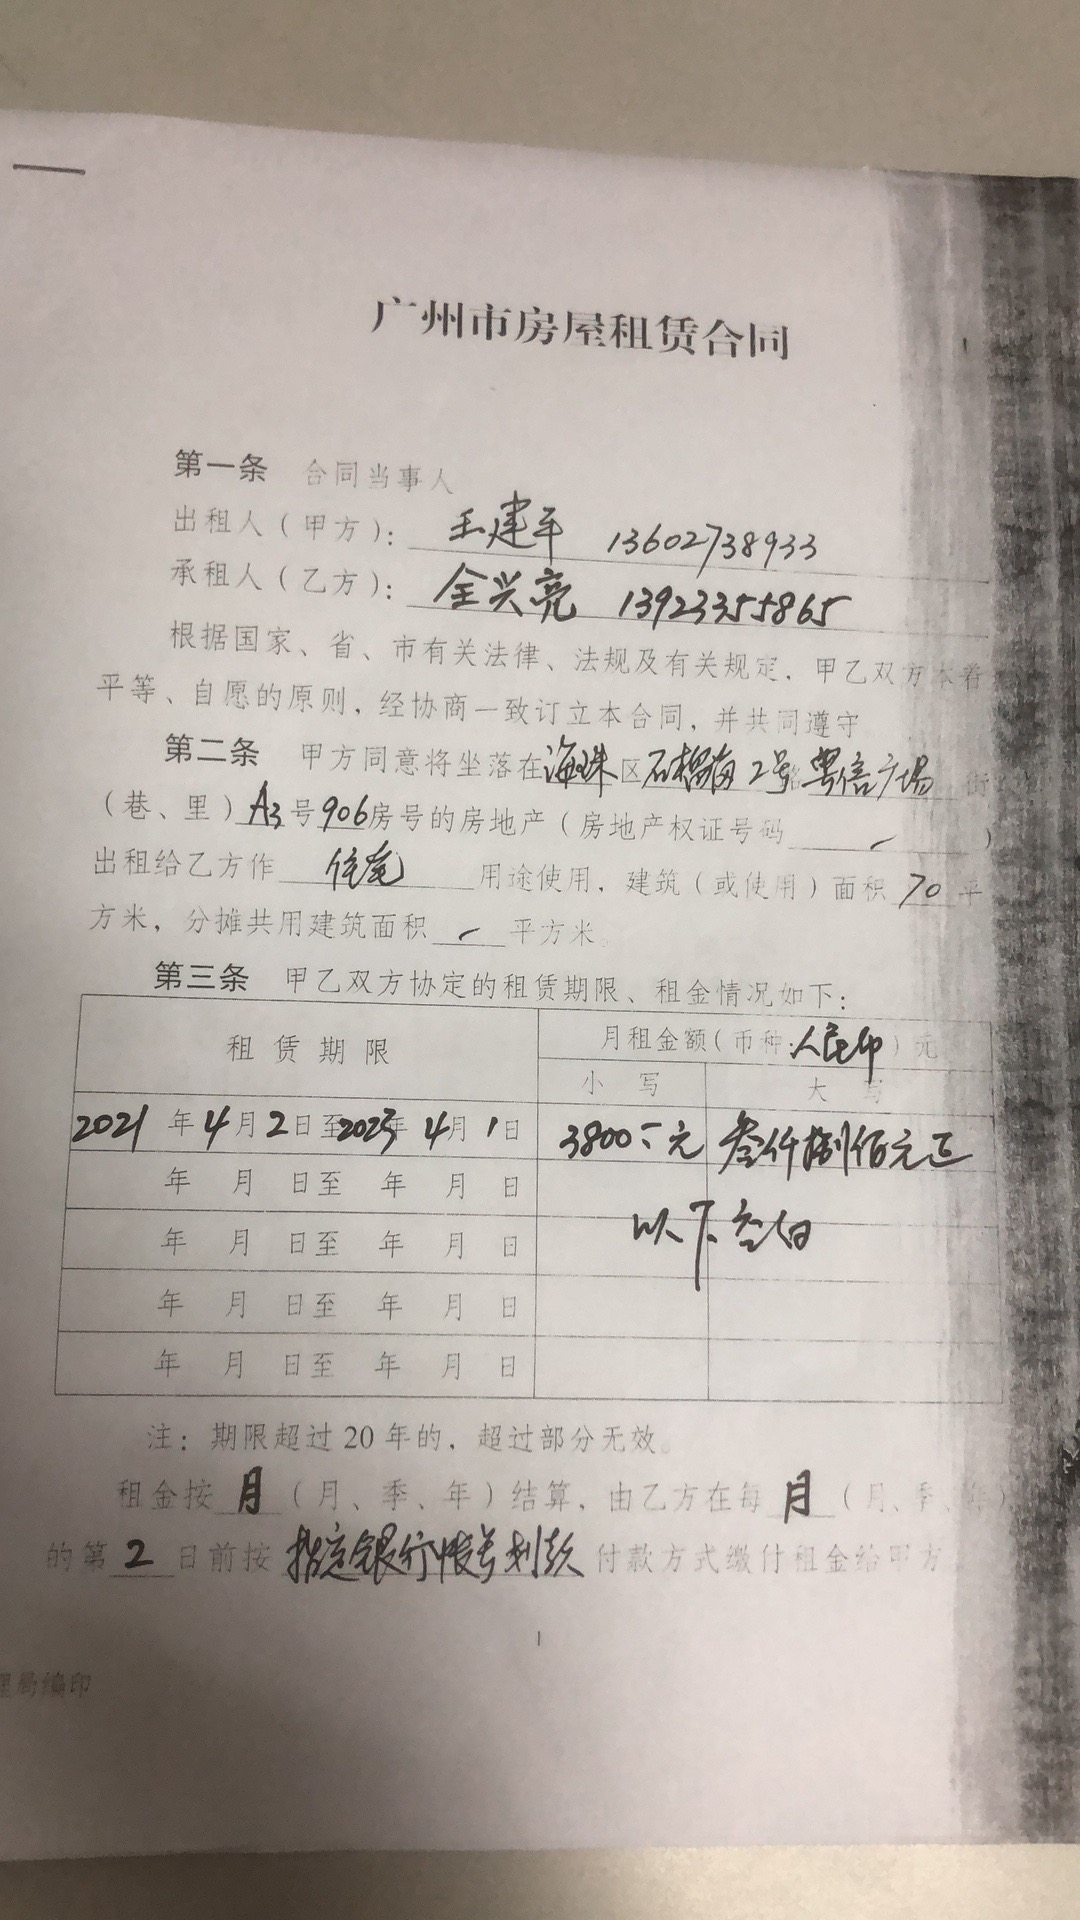 广州市房屋租赁合同
第一条 合同当事人
出租人(甲方): 王建平 13602738933
承租人(乙方): 全兴亮 13923355865
根据国家、省、市有关法律、法规及有关规定,甲乙双方本着
平等、自愿的原则,经协商一致订立本合同,并共同遵守
第二条 甲方同意将坐落在海珠区石榴岗2号路粤信广场街
(巷、里)A3号906房号的房地产(房地产权证号码 )
出租给乙方作住宅用途使用,建筑(或使用)面积70平
方米,分摊共用建筑面积 平方米。
第三条 甲乙双方协定的租赁期限、租金情况如下:
租赁期限 月租金额(币种:人民币)元
小写 大写
2021年4月2日至2023年4月1日 3800元 叁仟捌佰元正
年 月 日至 年 月 日
以下空白
年 月 日至 年 月 日
年 月 日至 年 月 日
年 月 日至 年 月 日
注:期限超过20年的,超过部分无效。
租金按月(月、季、年)结算,由乙方在每月(月、季、年)
的第2日前按指定银行帐号划款付款方式缴付租金给甲方
1
理局编印